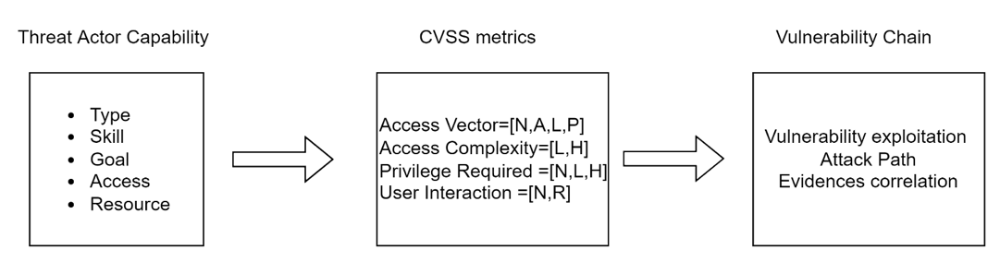 Threat Actor Capability
• Type
• Skill
• Goal
• Access
• Resource
CVSS metrics
Access Vector=[N,A,L,P]
Access Complexity=[L,H]
Privilege Required =[N,L,H]
User Interaction =[N,R]
Vulnerability Chain
Vulnerability exploitation
Attack Path
Evidences correlation